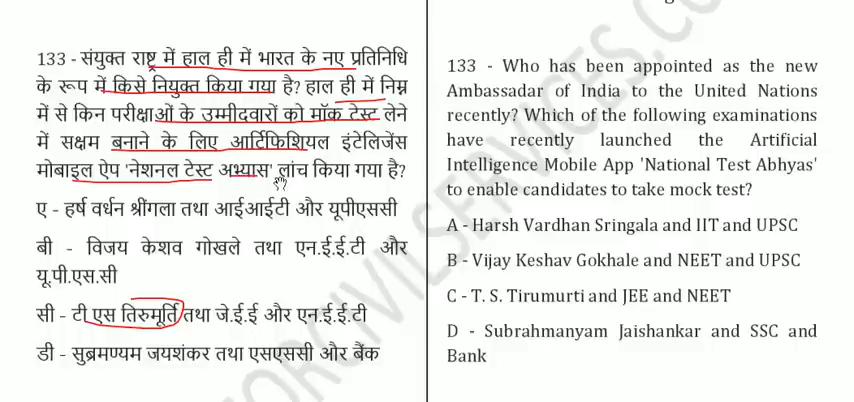 133 - संयुक्त राष्ट्र में हाल ही में भारत के नए प्रतिनिधि
के रूप में किसे नियुक्त किया गया है? हाल ही में निम्न
में से किन परीक्षाओं के उम्मीदवारों को मॉक टेस्ट लेने
में सक्षम बनाने के लिए आर्टिफिशियल इंटेलिजेंस
मोबाइल ऐप 'नेशनल टेस्ट अभ्यास' लांच किया गया है?
ए - हर्ष वर्धन श्रींगला तथा आईआईटी और यूपीएससी
बी - विजय केशव गोखले तथा एन.ई.ई.टी और
यू.पी.एस.सी
सी - टी एस तिरुमूर्ति तथा जे.ई.ई और एन.ई.ई.टी
डी - सुब्रमण्यम जयशंकर तथा एसएससी और बैंक
133 - Who has been appointed as the new
Ambassadar of India to the United Nations
recently? Which of the following examinations
have recently launched the Artificial
Intelligence Mobile App 'National Test Abhyas'
to enable candidates to take mock test?
A - Harsh Vardhan Sringala and IIT and UPSC
B - Vijay Keshav Gokhale and NEET and UPSC
C - T. S. Tirumurti and JEE and NEET
D - Subrahmanyam Jaishankar and SSC and
Bank
FORCIVILSERVICES.COM